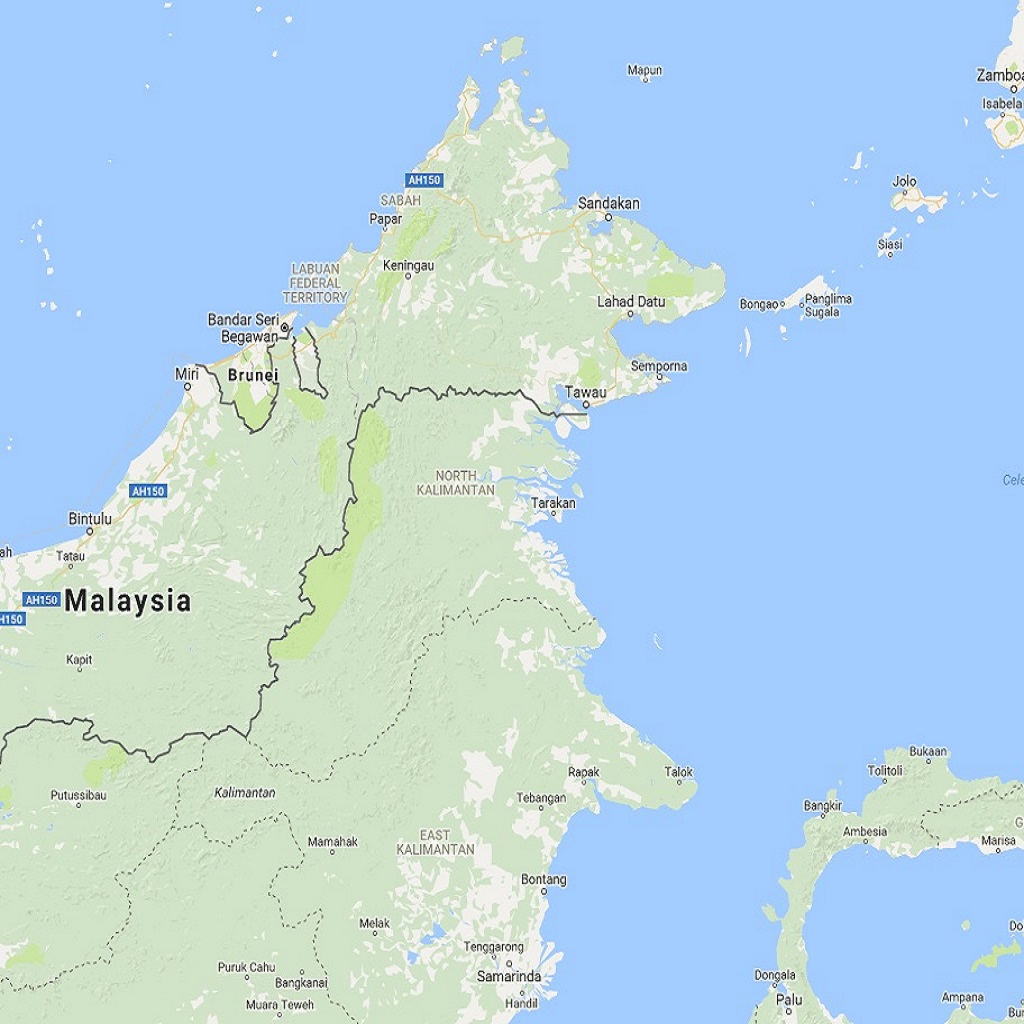 Mapun
Zamboa
Isabela
AH150
SABAH
Papar
Sandakan
Jolo
Siasi
Keningau
LABUAN
FEDERAL
TERRITORY
Lahad Datu
Bongao
Panglima
Sugala
Bandar Seri
Begawan
Miri
Brunei
Semporna
Tawau
AH150
NORTH
KALIMANTAN
Cele
Tarakan
Bintulu
ah
Tatau
AH150
Malaysia
H150
Kapit
Bukaan
Tolitoli
Rapak
Talok
Putussibau
Kalimantan
Tebangan
Bangkir
Ambesia
G
Marisa
Mamahak
EAST
KALIMANTAN
Bontang
Melak
Do
Tenggarong
Samarinda
Puruk Cahu
Bangkanai
Dongala
Palu
Ampana
Muara Teweh
Handil
Bun